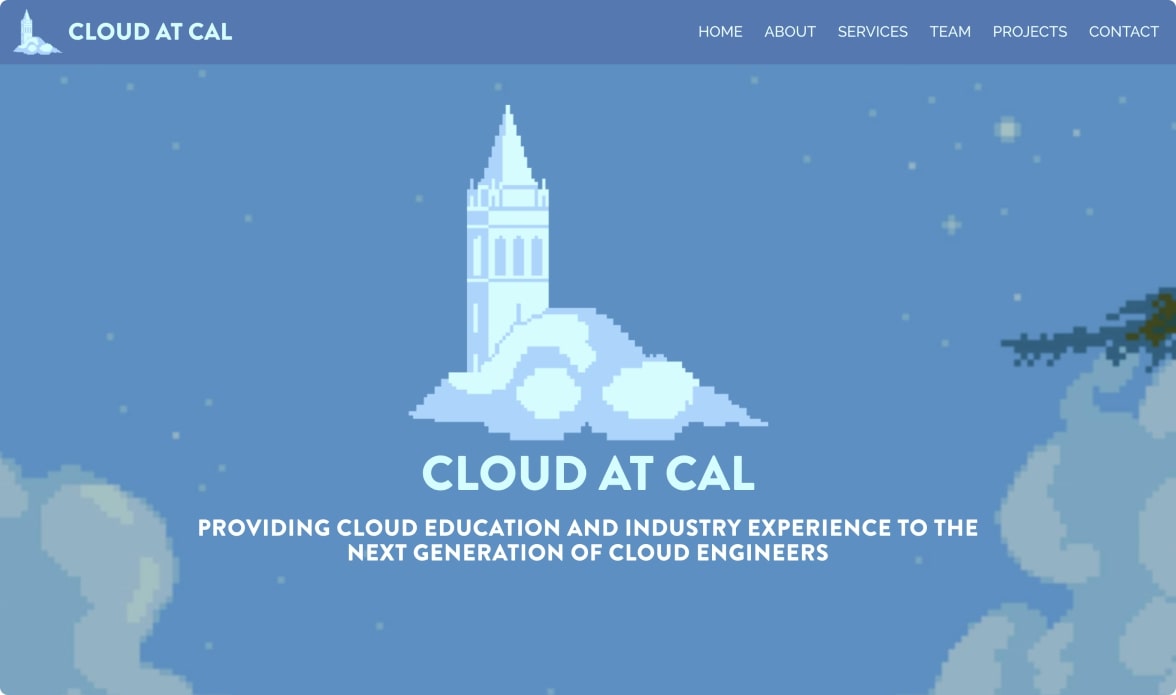 CLOUD AT CAL
HOME ABOUT SERVICES TEAM PROJECTS CONTACT
CLOUD AT CAL
PROVIDING CLOUD EDUCATION AND INDUSTRY EXPERIENCE TO THE
NEXT GENERATION OF CLOUD ENGINEERS